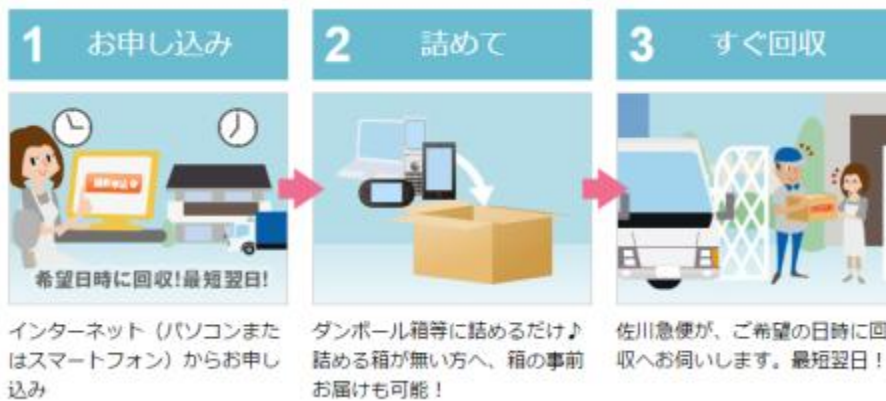 1 お申し込み
2 詰めて
3 すぐ回収
希望日時に回収!最短翌日!
インターネット（パソコンまた
はスマートフォン）からお申し
込み
ダンボール箱等に詰めるだけ♪
詰める箱が無い方へ、箱の事前
お届けも可能！
佐川急便が、ご希望の日時に回
収へお伺いします。最短翌日！